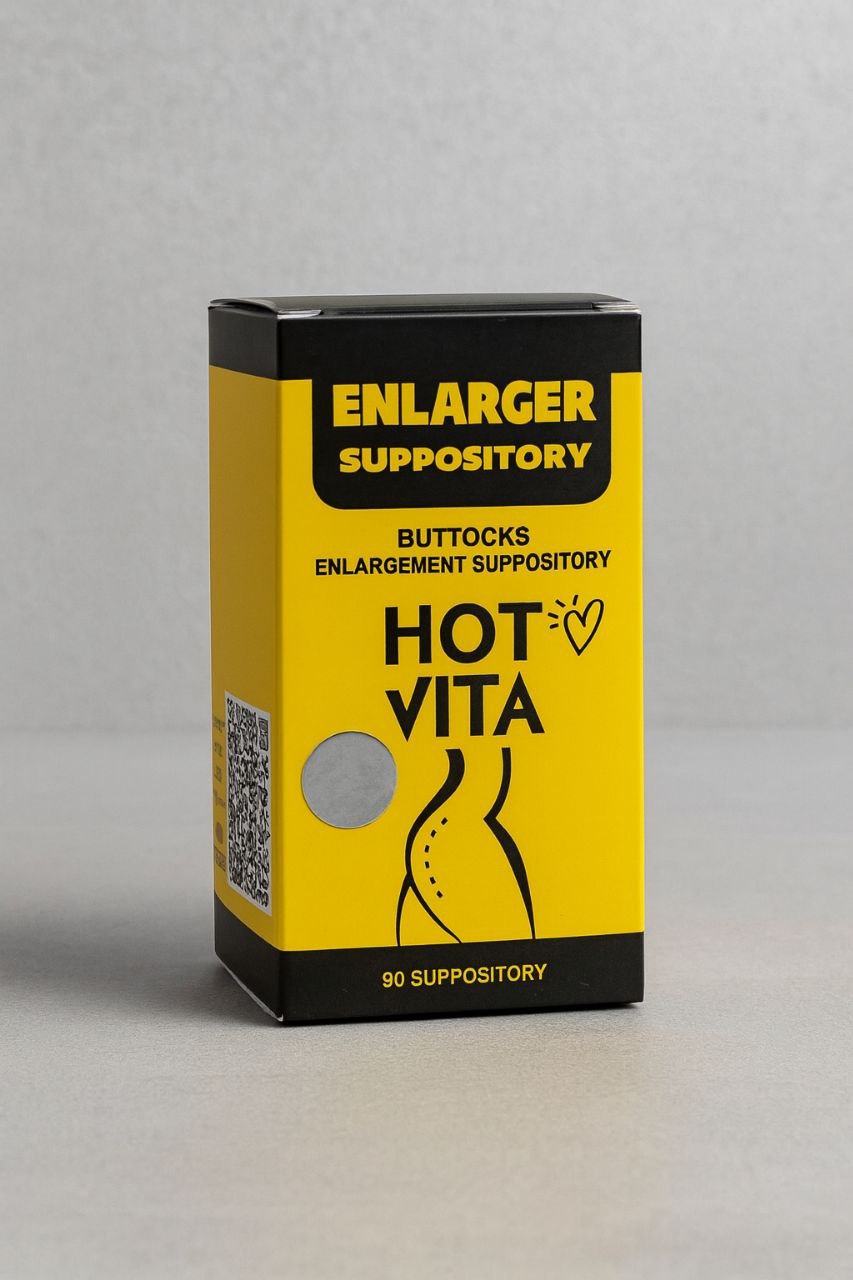 ENLARGER
SUPPOSITORY
BUTTOCKS
ENLARGEMENT SUPPOSITORY
HOT
VITA
90 SUPPOSITORY